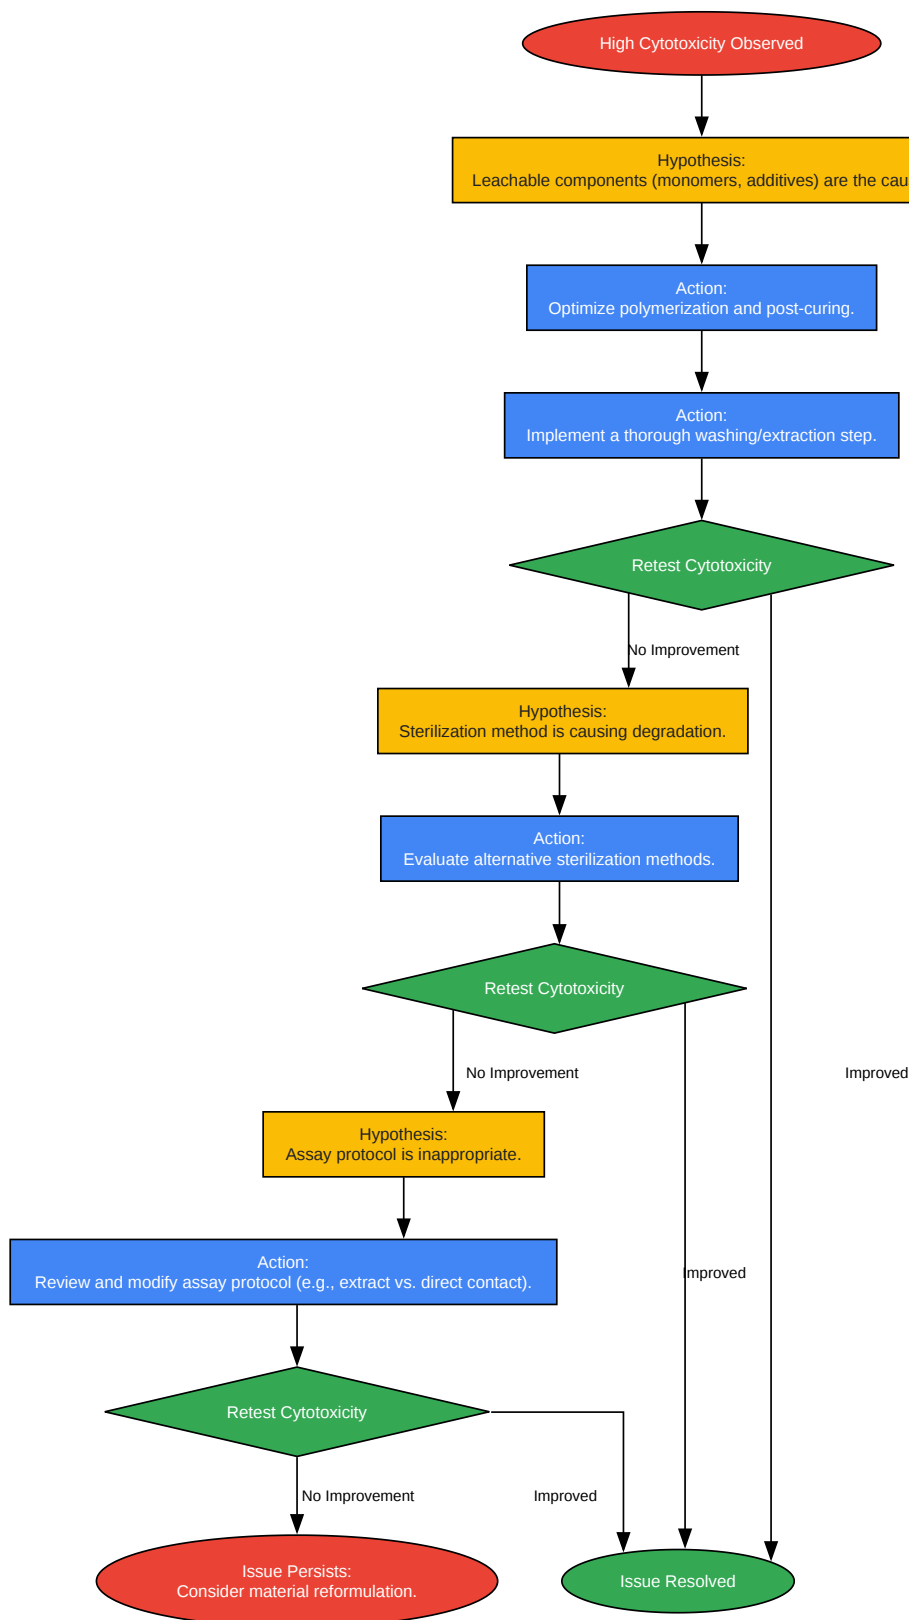 High Cytotoxicity Observed
Hypothesis:
Leachable components (monomers, additives) are the cau
Action:
Optimize polymerization and post-curing.
Action:
Implement a thorough washing/extraction step.
Retest Cytotoxicity
No Improvement
Hypothesis:
Sterilization method is causing degradation.
Action:
Evaluate alternative sterilization methods.
Retest Cytotoxicity
No Improvement
Improved
Hypothesis:
Assay protocol is inappropriate.
Action:
Review and modify assay protocol (e.g., extract vs. direct contact).
Improved
Retest Cytotoxicity
No Improvement
Improved
Issue Persists:
Consider material reformulation.
Issue Resolved